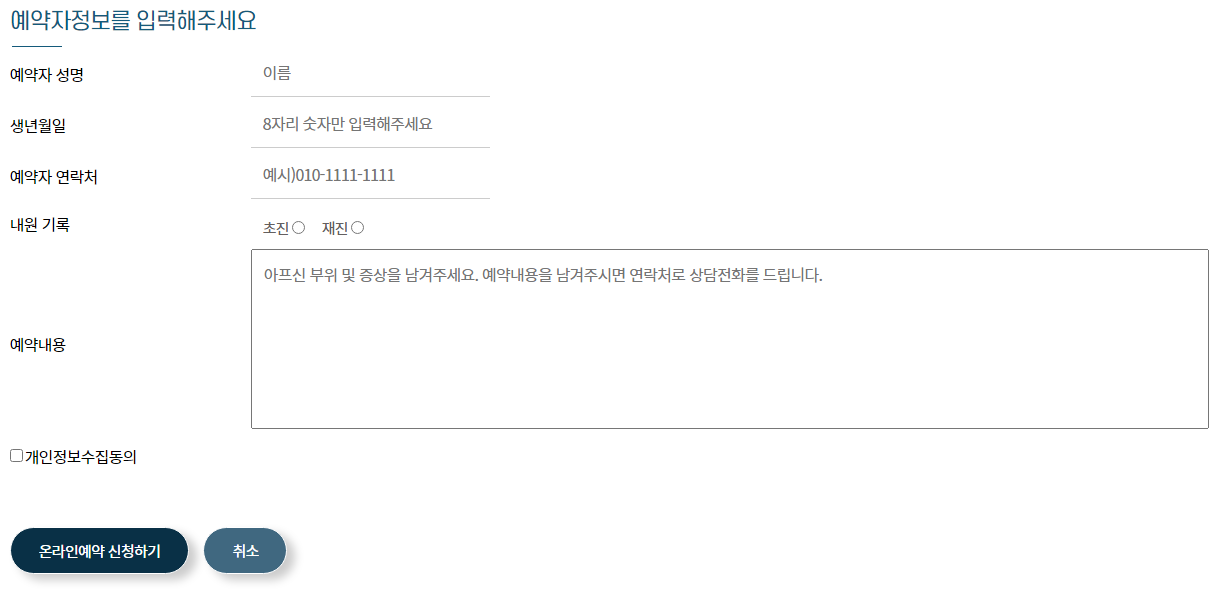 예약자정보를 입력해주세요
예약자 성명 이름
생년월일 8자리 숫자만 입력해주세요
예약자 연락처 예시)010-1111-1111
내원 기록 초진 재진
아프신 부위 및 증상을 남겨주세요. 예약내용을 남겨주시면 연락처로 상담전화를 드립니다.
예약내용
개인정보수집동의
온라인예약 신청하기 취소